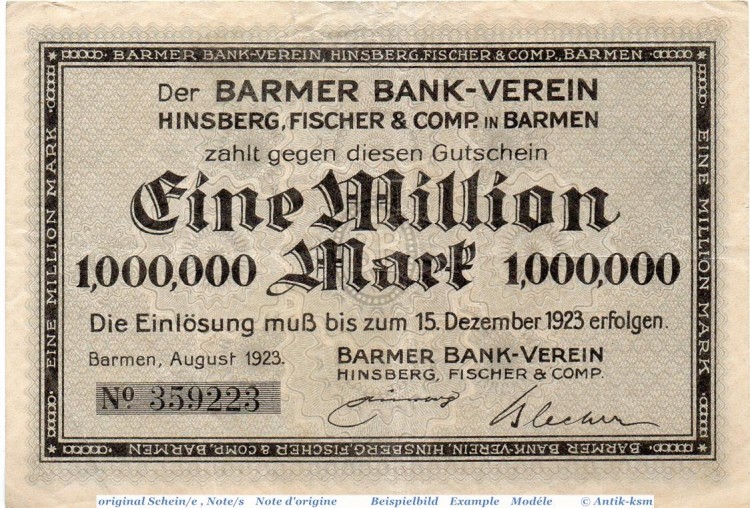 BARMER BANK-VEREIN, HINSBERG, FISCHER & COMP., BARMEN
EINE MILLION MARK
EINE MILLION MARK
Der BARMER BANK-VEREIN
HINSBERG, FISCHER & COMP. IN BARMEN
zahlt gegen diesen Gutschein
Eine Million
1,000,000 Mark 1,000,000
Die Einlösung muß bis zum 15. Dezember 1923 erfolgen.
Barmen, August 1923.
BARMER BANK-VEREIN
HINSBERG, FISCHER & COMP.
No 359223
BARMER BANK-VEREIN, HINSBERG, FISCHER & COMP., BARMEN
original Schein/e , Note/s Note d'origine Beispielbild Example Modéle © Antik-ksm